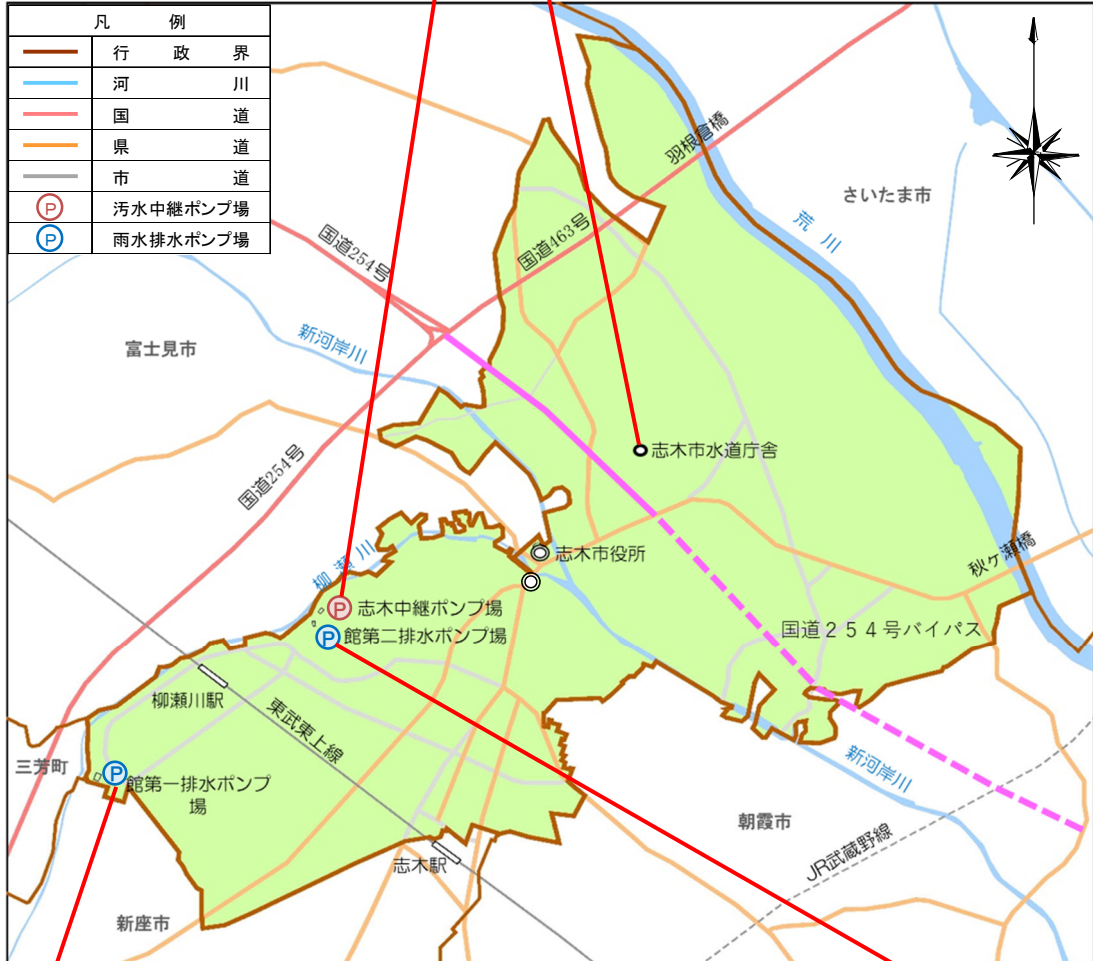 凡 例
行 政 界
河 川
国 道
県 道
市 道
P 汚水中継ポンプ場
P 雨水排水ポンプ場
羽根倉橋
さいたま市
荒川
国道254号
国道463号
新河岸川
富士見市
志木市水道庁舎
国道254号
秋ケ瀬橋
志木市役所
柳瀬川
P 志木中継ポンプ場
国道254号バイパス
P 館第二排水ポンプ場
柳瀬川駅
東武東上線
新河岸川
三芳町
P 館第一排水ポンプ
場
朝霞市
JR武蔵野線
志木駅
新座市